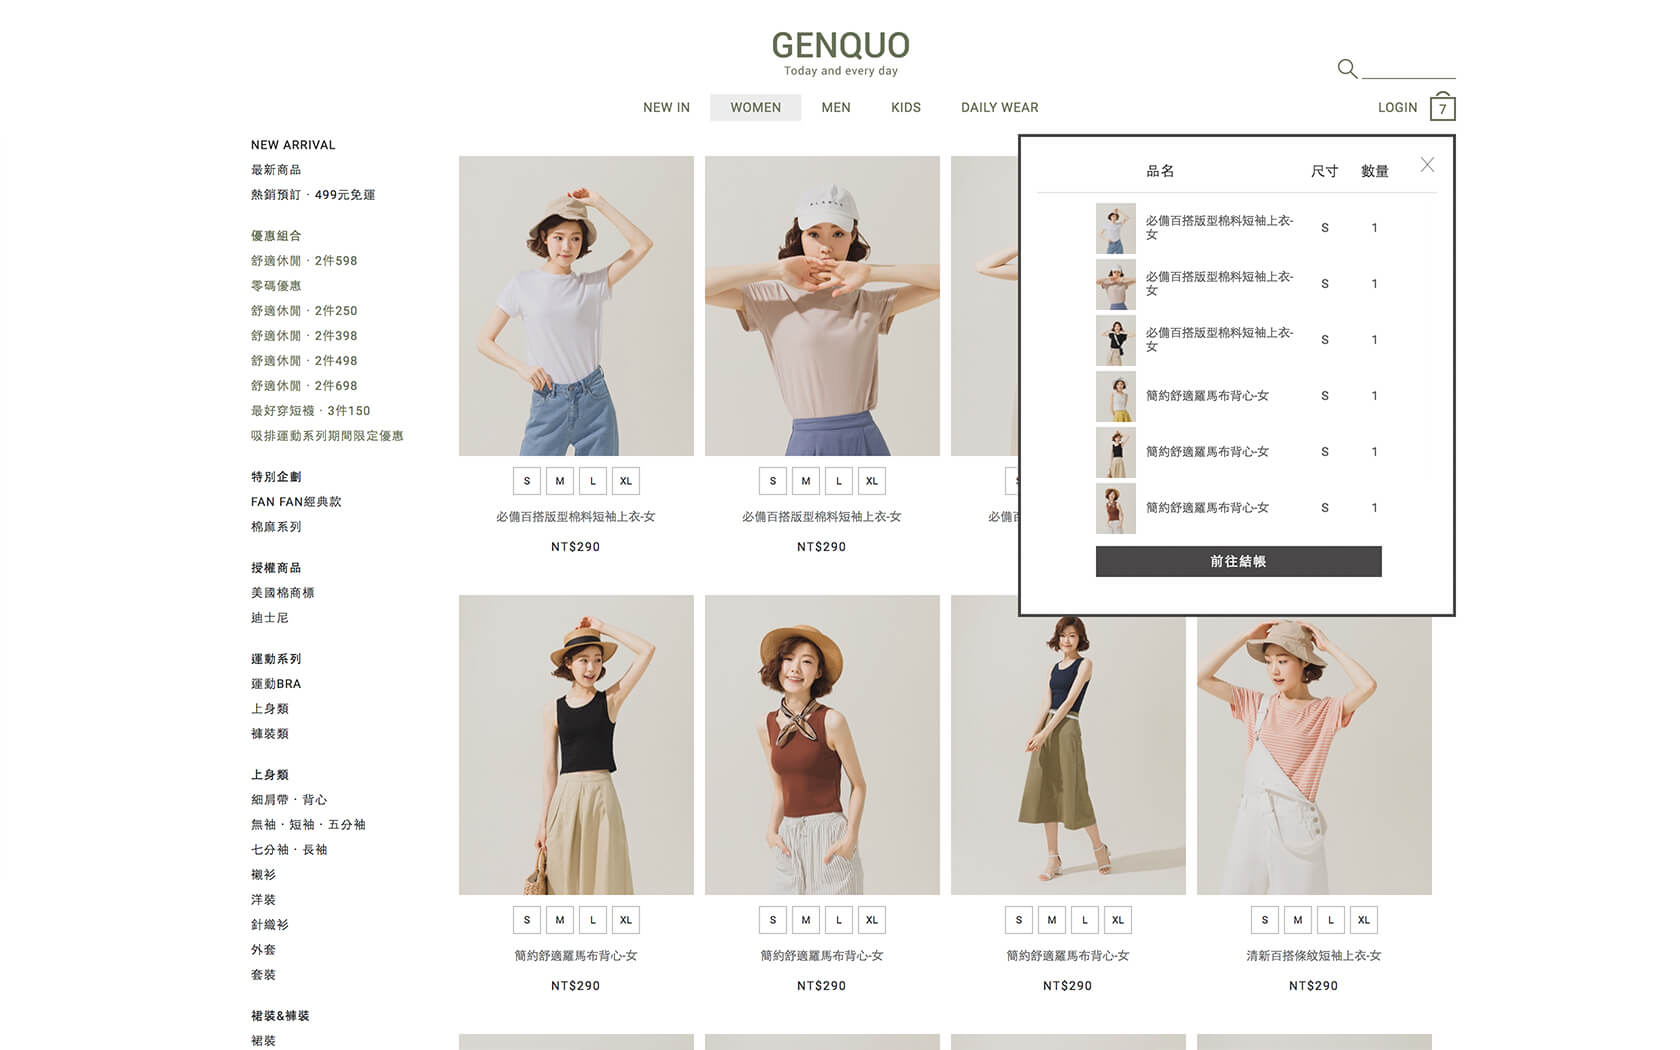 GENQUO
Today and every day
NEW IN
WOMEN
MEN
KIDS
DAILY WEAR
LOGIN
7
NEW ARRIVAL
最新商品
熱銷預訂・499元免運
優惠組合
舒適休閒・2件598
零碼優惠
舒適休閒・2件250
舒適休閒・2件398
舒適休閒・2件498
舒適休閒・2件698
最好穿短襪・3件150
吸排運動系列期間限定優惠
特別企劃
FAN FAN經典款
棉麻系列
授權商品
美國棉商標
迪士尼
運動系列
運動BRA
上身類
褲裝類
上身類
細肩帶・背心
無袖・短袖・五分袖
七分袖・長袖
襯衫
洋裝
針織衫
外套
套裝
裙裝&褲裝
裙裝
S M L XL
必備百搭版型棉料短袖上衣-女
NT$290
S M L XL
必備百搭版型棉料短袖上衣-女
NT$290
必備百
品名 尺寸 數量
必備百搭版型棉料短袖上衣-
女
S 1
必備百搭版型棉料短袖上衣-
女
S 1
必備百搭版型棉料短袖上衣-
女
S 1
簡約舒適羅馬布背心-女 S 1
簡約舒適羅馬布背心-女 S 1
簡約舒適羅馬布背心-女 S 1
前往結帳
S M L XL
簡約舒適羅馬布背心-女
NT$290
S M L XL
簡約舒適羅馬布背心-女
NT$290
S M L XL
簡約舒適羅馬布背心-女
NT$290
S M L XL
清新百搭條紋短袖上衣-女
NT$290